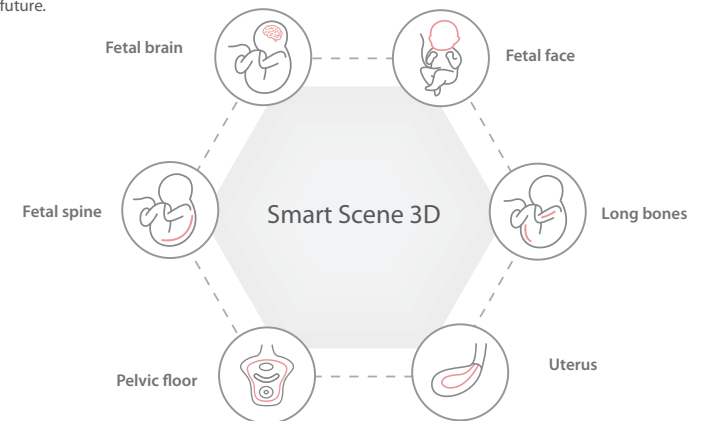 future.
Fetal brain
Fetal face
Fetal spine
Smart Scene 3D
Long bones
Pelvic floor
Uterus